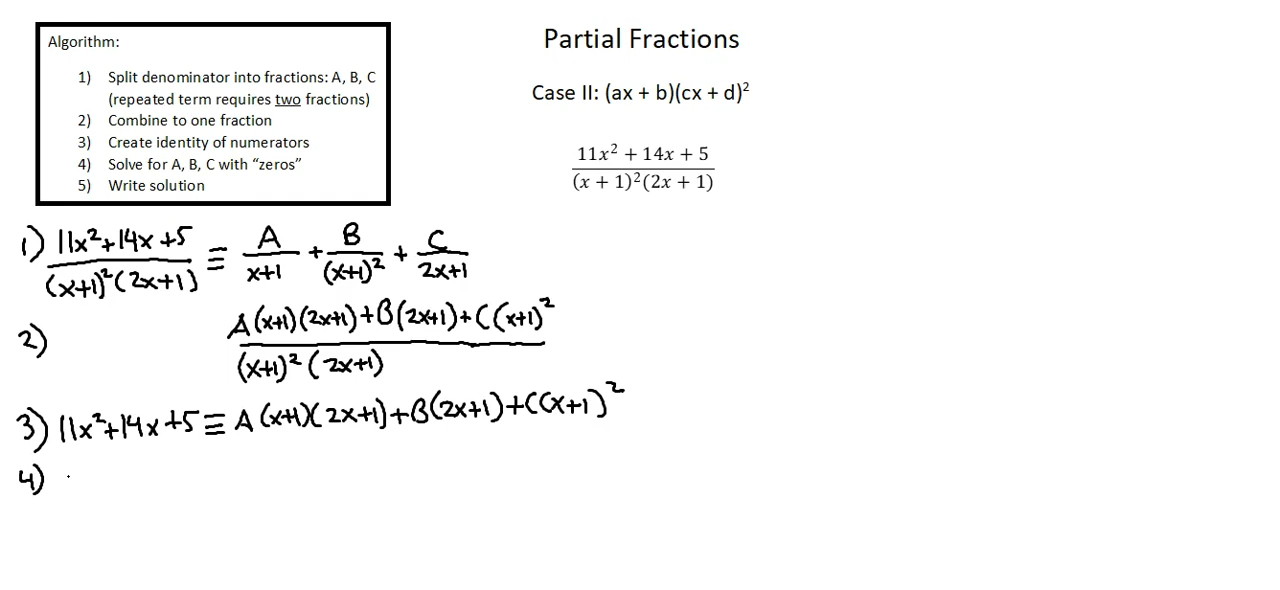 Algorithm:
1) Split denominator into fractions: A, B, C
(repeated term requires two fractions)
2) Combine to one fraction
3) Create identity of numerators
4) Solve for A, B, C with “zeros”
5) Write solution
Partial Fractions
Case II: (ax + b)(cx + d)²
11x² + 14x + 5
(x + 1)²(2x + 1)
1) 11x²+14x+5 / (x+1)²(2x+1) ≡ A / x+1 + B / (x+1)² + C / 2x+1
2) A(x+1)(2x+1)+B(2x+1)+C(x+1)² / (x+1)²(2x+1)
3) 11x²+14x+5 ≡ A(x+1)(2x+1)+B(2x+1)+C(x+1)²
4)